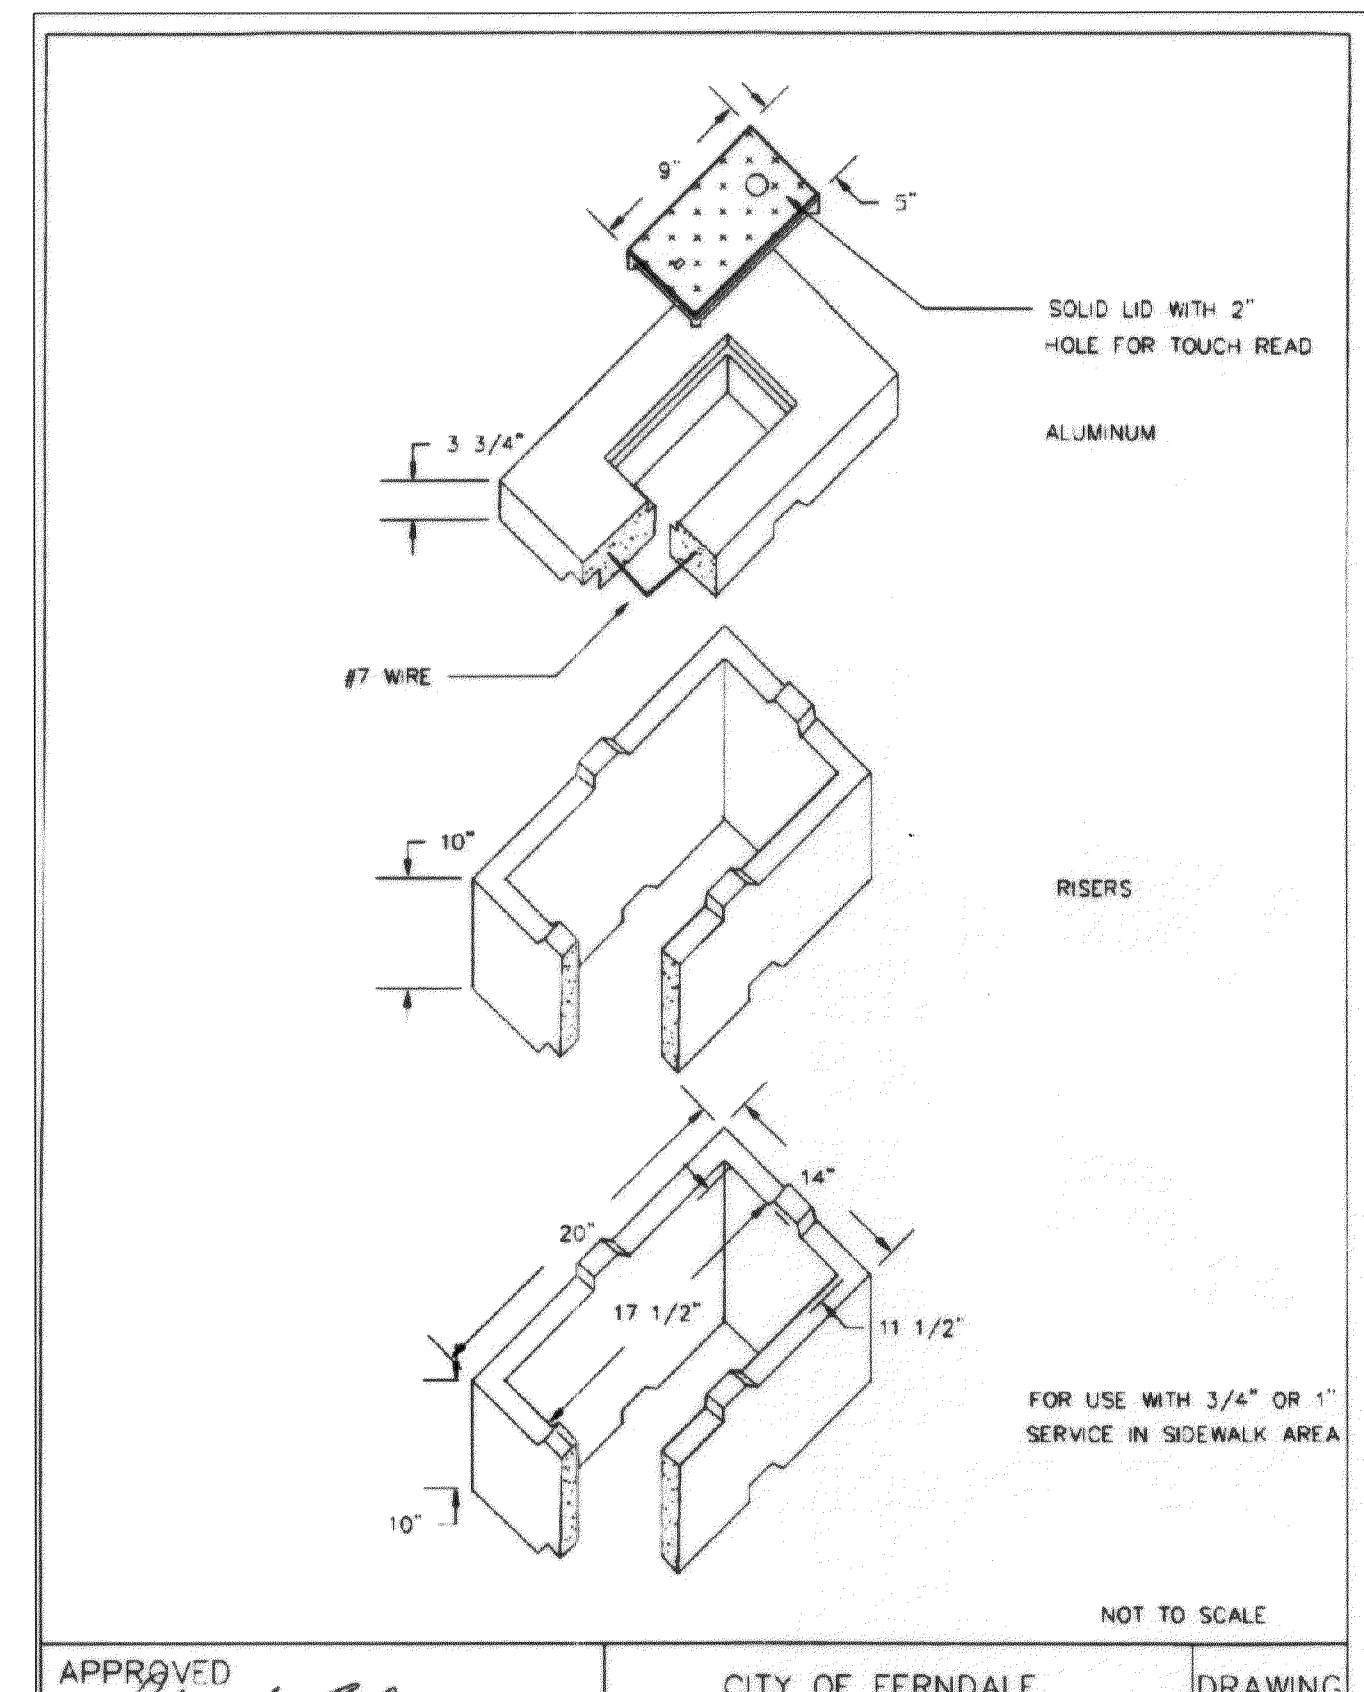 9"
5"
SOLID LID WITH 2"
HOLE FOR TOUCH READ
ALUMINUM
3 3/4"
#7 WIRE
10"
RISERS
14"
20"
17 1/2"
11 1/2"
FOR USE WITH 3/4" OR 1"
SERVICE IN SIDEWALK AREA
10"
NOT TO SCALE
APPROVED
CITY OF FERNDALE
DRAWING